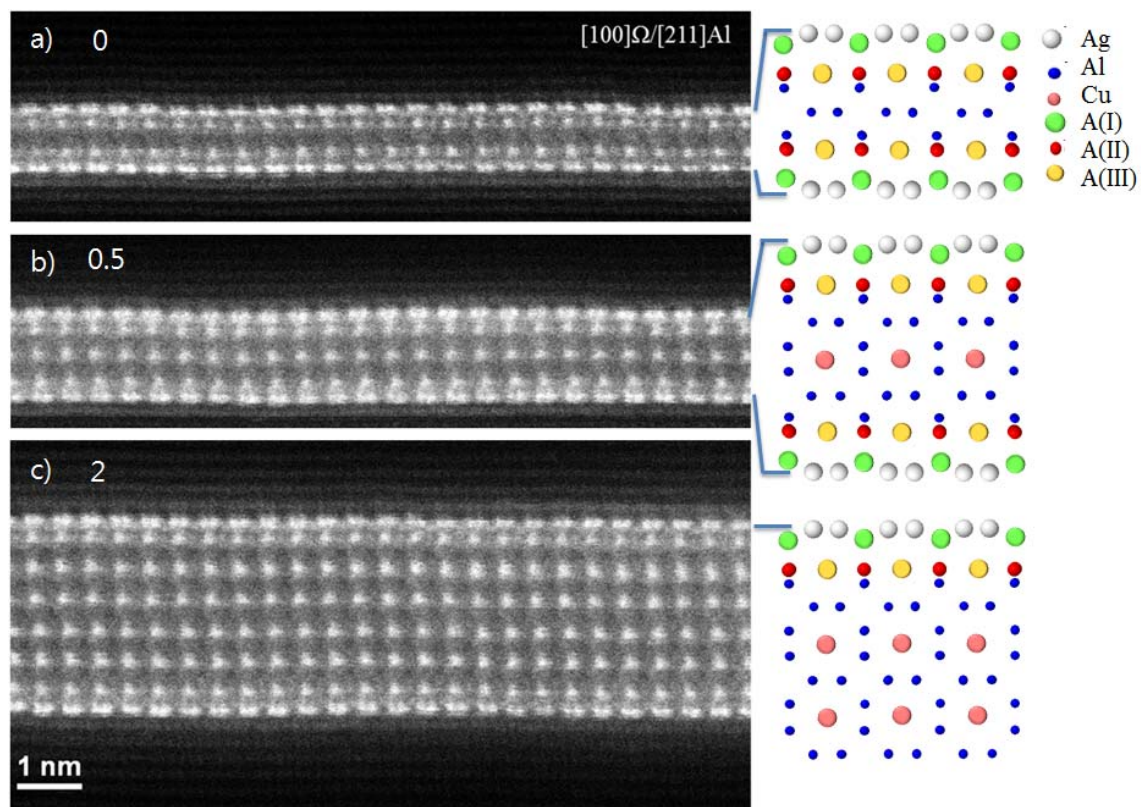 a) 0
[100]Ω/[211]Al
Ag
Al
Cu
A(I)
A(II)
A(III)
b) 0.5
c) 2
1 nm